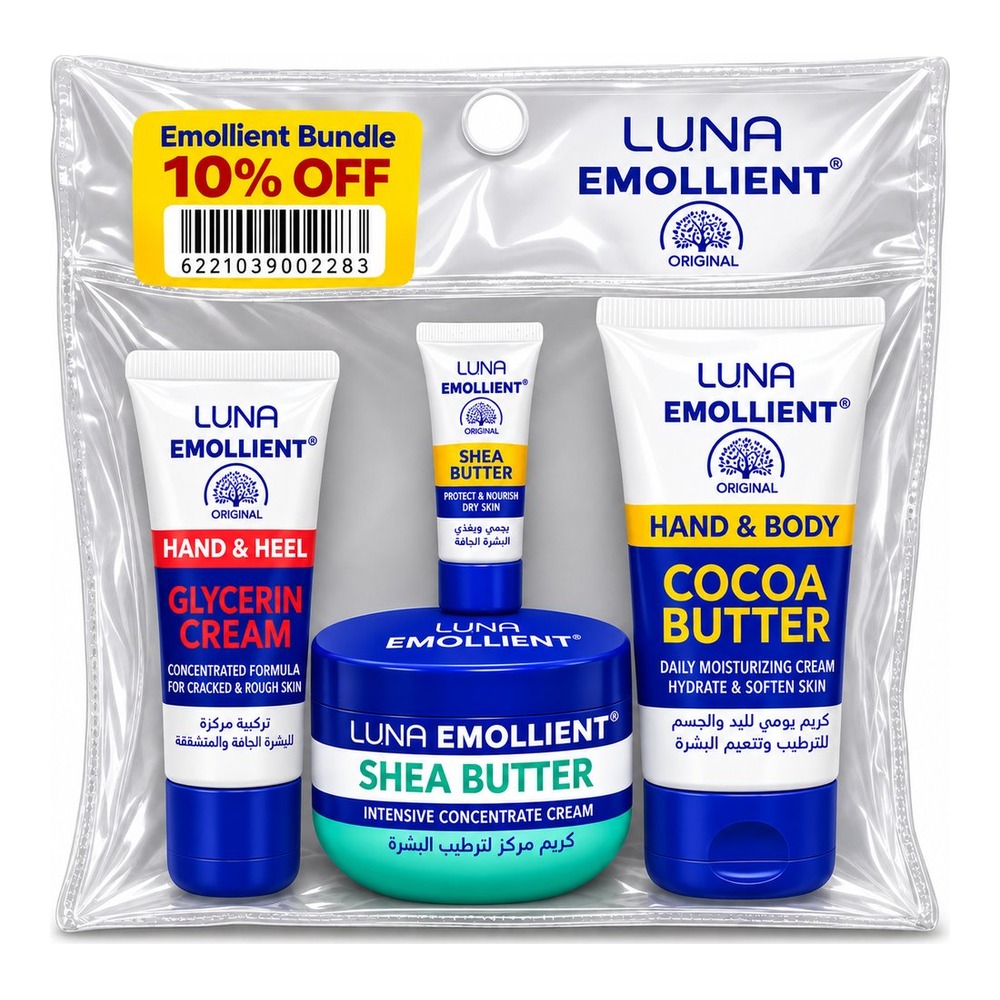 Emollient Bundle
10% OFF
6221039002283
LUNA
EMOLLIENT®
ORIGINAL
LUNA
EMOLLIENT®
ORIGINAL
HAND & HEEL
GLYCERIN
CREAM
CONCENTRATED FORMULA
FOR CRACKED & ROUGH SKIN
تركيبة مركزة
للبشرة الجافة والمتشققة
LUNA
EMOLLIENT®
ORIGINAL
SHEA
BUTTER
PROTECT & NOURISH
DRY SKIN
يحمي ويغذي
البشرة الجافة
LUNA
EMOLLIENT®
LUNA EMOLLIENT®
SHEA BUTTER
INTENSIVE CONCENTRATE CREAM
كريم مركز لترطيب البشرة
LUNA
EMOLLIENT®
ORIGINAL
HAND & BODY
COCOA
BUTTER
DAILY MOISTURIZING CREAM
HYDRATE & SOFTEN SKIN
كريم يومي لليد والجسم
للترطيب وتنعيم البشرة